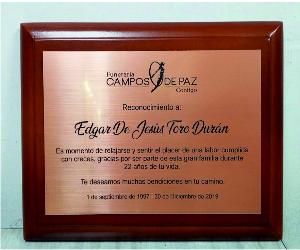 Funeraria
CAMPOS DE PAZ
Contigo
Reconocimiento a:
Edgar De Jesús Toro Durán
Es momento de relajarse y sentir el placer de una labor cumplida
con creces, gracias por ser parte de esta gran familia durante
22 años de tu vida.
Te deseamos muchas bendiciones en tu camino.
1 de septiembre de 1997 - 30 de Diciembre de 2019